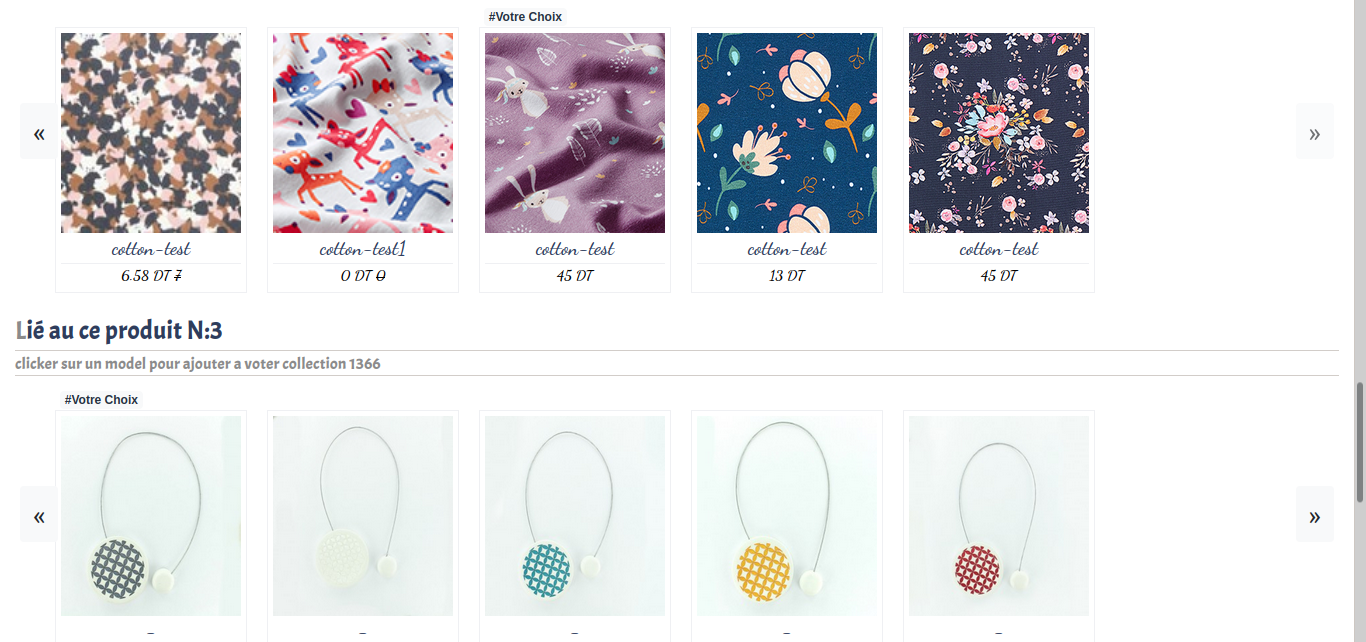 #Votre Choix
«
»
cotton-test
cotton-test1
cotton-test
cotton-test
cotton-test
6.58 DT 7
0 DT 0
45 DT
13 DT
45 DT
Lié au ce produit N:3
clicker sur un model pour ajouter a voter collection 1366
#Votre Choix
«
»